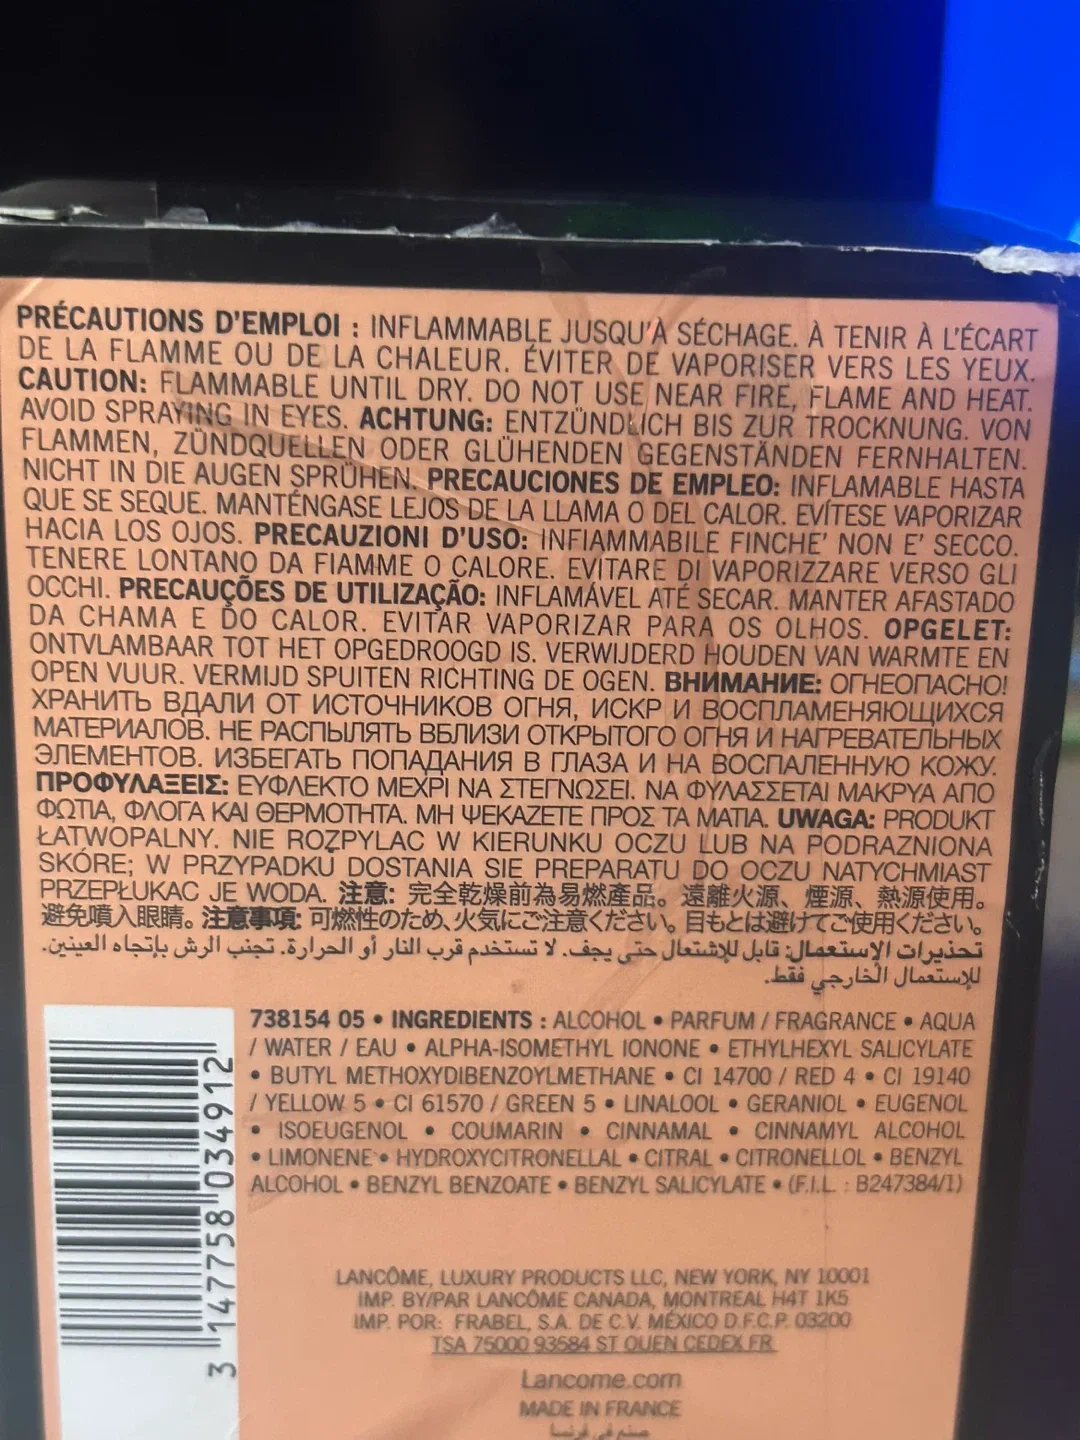 PRÉCAUTIONS D'EMPLOI : INFLAMMABLE JUSQU'À SÉCHAGE. À TENIR À L'ÉCART
DE LA FLAMME OU DE LA CHALEUR. ÉVITER DE VAPORISER VERS LES YEUX.
CAUTION: FLAMMABLE UNTIL DRY. DO NOT USE NEAR FIRE, FLAME AND HEAT.
AVOID SPRAYING IN EYES. ACHTUNG: ENTZÜNDLICH BIS ZUR TROCKNUNG. VON
FLAMMEN, ZÜNDQUELLEN ODER GLÜHENDEN GEGENSTÄNDEN FERNHALTEN.
NICHT IN DIE AUGEN SPRÜHEN. PRECAUCIONES DE EMPLEO: INFLAMABLE HASTA
QUE SE SEQUE. MANTÉNGASE LEJOS DE LA LLAMA O DEL CALOR. EVÍTESE VAPORIZAR
HACIA LOS OJOS. PRECAUZIONI D'USO: INFIAMMABILE FINCHE' NON E' SECCO.
TENERE LONTANO DA FIAMME O CALORE. EVITARE DI VAPORIZZARE VERSO GLI
OCCHI. PRECAUÇÕES DE UTILIZAÇÃO: INFLAMÁVEL ATÉ SECAR. MANTER AFASTADO
DA CHAMA E DO CALOR. EVITAR VAPORIZAR PARA OS OLHOS. OPGELET:
ONTVLAMBAAR TOT HET OPGEDROOGD IS. VERWIJDERD HOUDEN VAN WARMTE EN
OPEN VUUR. VERMIJD SPUITEN RICHTING DE OGEN. ВНИМАНИЕ: ОГНЕОПАСНО!
ХРАНИТЬ ВДАЛИ ОТ ИСТОЧНИКОВ ОГНЯ, ИСКР И ВОСПЛАМЕНЯЮЩИХСЯ
МАТЕРИАЛОВ. НЕ РАСПЫЛЯТЬ ВБЛИЗИ ОТКРЫТОГО ОГНЯ И НАГРЕВАТЕЛЬНЫХ
ЭЛЕМЕНТОВ. ИЗБЕГАТЬ ПОПАДАНИЯ В ГЛАЗА И НА ВОСПАЛЕННУЮ КОЖУ.
ΠΡΟΦΥΛΑΞΕΙΣ: ΕΥΦΛΕΚΤΟ ΜΕΧΡΙ ΝΑ ΣΤΕΓΝΩΣΕΙ. ΝΑ ΦΥΛΑΣΣΕΤΑΙ ΜΑΚΡΥΑ ΑΠΟ
ΦΩΤΙΑ, ΦΛΟΓΑ ΚΑΙ ΘΕΡΜΟΤΗΤΑ. ΜΗ ΨΕΚΑΖΕΤΕ ΠΡΟΣ ΤΑ ΜΑΤΙΑ. UWAGA: PRODUKT
ŁATWOPALNY. NIE ROZPYLAC W KIERUNKU OCZU LUB NA PODRAZNIONA
SKÓRE; W PRZYPADKU DOSTANIA SIE PREPARATU DO OCZU NATYCHMIAST
PRZEPŁUKAC JE WODA. 注意: 完全乾燥前為易燃產品。遠離火源、煙源、熱源使用。
避免噴入眼睛。注意事項: 可燃性のため、火気にご注意ください。目もとは避けてご使用ください。
تحذيرات الإستعمال: قابل للإشتعال حتى يجف. لا تستخدم قرب النار أو الحرارة. تجنب الرش بإتجاه العينين.
للإستعمال الخارجي فقط.
738154 05 • INGREDIENTS : ALCOHOL • PARFUM / FRAGRANCE • AQUA
/ WATER / EAU • ALPHA-ISOMETHYL IONONE • ETHYLHEXYL SALICYLATE
• BUTYL METHOXYDIBENZOYLMETHANE • CI 14700 / RED 4 • CI 19140
/ YELLOW 5 • CI 61570 / GREEN 5 • LINALOOL • GERANIOL • EUGENOL
• ISOEUGENOL • COUMARIN • CINNAMAL • CINNAMYL ALCOHOL
• LIMONENE • HYDROXYCITRONELLAL • CITRAL • CITRONELLOL • BENZYL
ALCOHOL • BENZYL BENZOATE • BENZYL SALICYLATE • (F.I.L. : B247384/1)
3 147758 034912
LANCÔME, LUXURY PRODUCTS LLC, NEW YORK, NY 10001
IMP. BY/PAR LANCÔME CANADA, MONTREAL H4T 1K5
IMP. POR: FRABEL, S.A. DE C.V. MÉXICO D.F.C.P. 03200
TSA 75000 93584 ST OUEN CEDEX FR
Lancome.com
MADE IN FRANCE
صنع في فرنسا